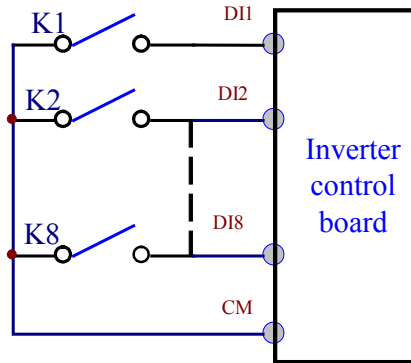 K1
DI1
K2
DI2
Inverter
control
board
K8
DI8
CM